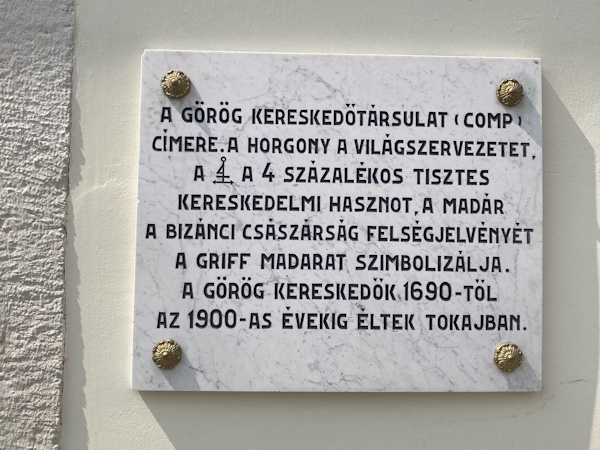 A GÖRÖG KERESKEDŐTÁRSULAT (COMP)
CÍMERE. A HORGONY A VILÁGSZERVEZETET,
A A 4 SZÁZALÉKOS TISZTES
KERESKEDELMI HASZNOT, A MADÁR
A BIZÁNCI CSÁSZÁRSÁG FELSÉGJELVÉNYÉT
A GRIFF MADARAT SZIMBOLIZÁLJA.
A GÖRÖG KERESKEDŐK 1690-TŐL
AZ 1900-AS ÉVEKIG ÉLTEK TOKAJBAN.